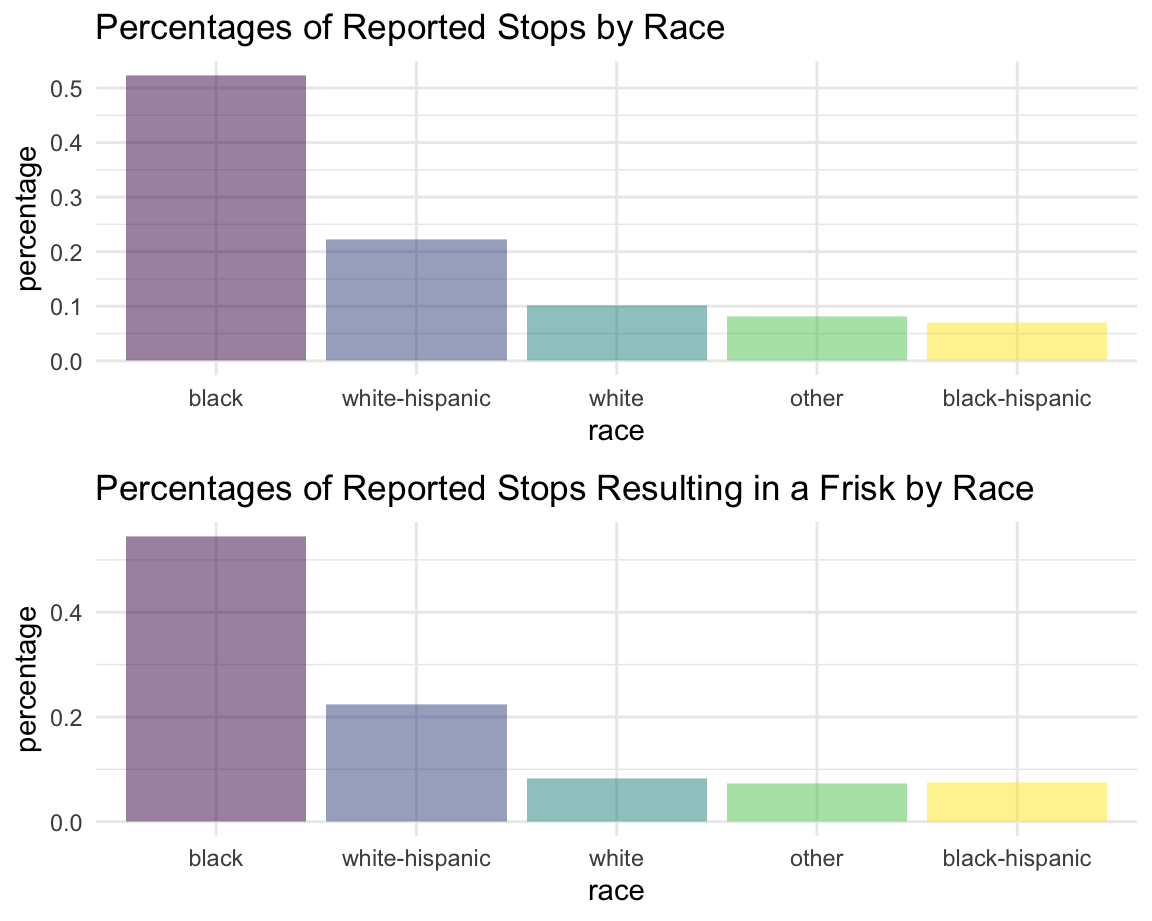 Percentages of Reported Stops by Race
percentage
0.5
0.4
0.3
0.2
0.1
0.0
black white-hispanic white other black-hispanic
race
Percentages of Reported Stops Resulting in a Frisk by Race
percentage
0.4
0.2
0.0
black white-hispanic white other black-hispanic
race